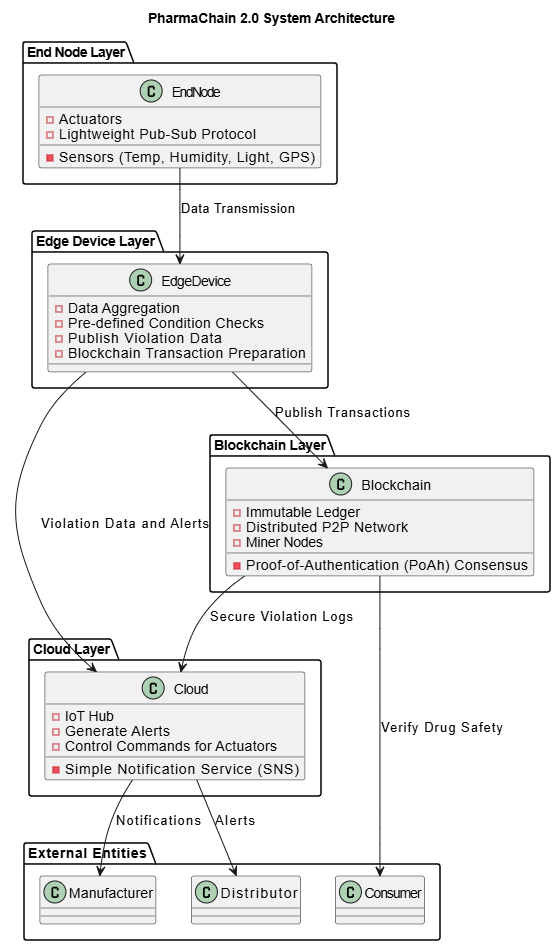 PharmaChain 2.0 System Architecture
End Node Layer
C EndNode
Actuators
Lightweight Pub-Sub Protocol
Sensors (Temp, Humidity, Light, GPS)
Data Transmission
Edge Device Layer
C EdgeDevice
Data Aggregation
Pre-defined Condition Checks
Publish Violation Data
Blockchain Transaction Preparation
Publish Transactions
Blockchain Layer
C Blockchain
Immutable Ledger
Distributed P2P Network
Miner Nodes
Proof-of-Authentication (PoAh) Consensus
Violation Data and Alerts
Secure Violation Logs
Cloud Layer
C Cloud
IoT Hub
Generate Alerts
Control Commands for Actuators
Simple Notification Service (SNS)
Verify Drug Safety
Notifications Alerts
External Entities
C Manufacturer C Distributor C Consumer